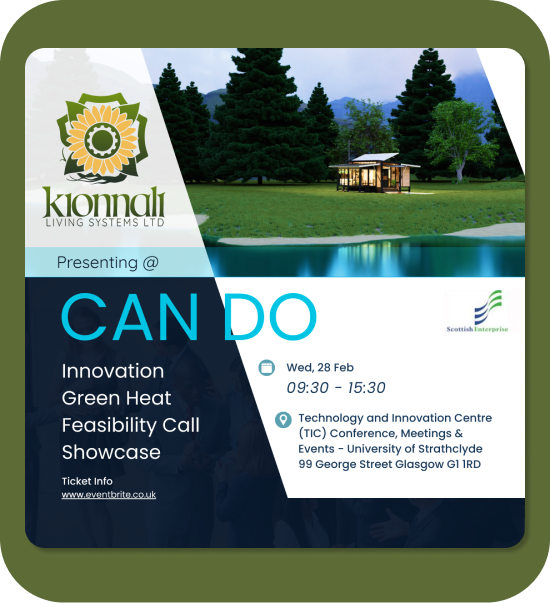 kionnali
LIVING SYSTEMS LTD
Presenting @
CAN DO
Scottish Enterprise
Innovation
Green Heat
Feasibility Call
Showcase
Ticket Info
www.eventbrite.co.uk
Wed, 28 Feb
09:30 - 15:30
Technology and Innovation Centre
(TIC) Conference, Meetings &
Events - University of Strathclyde
99 George Street Glasgow G1 1RD